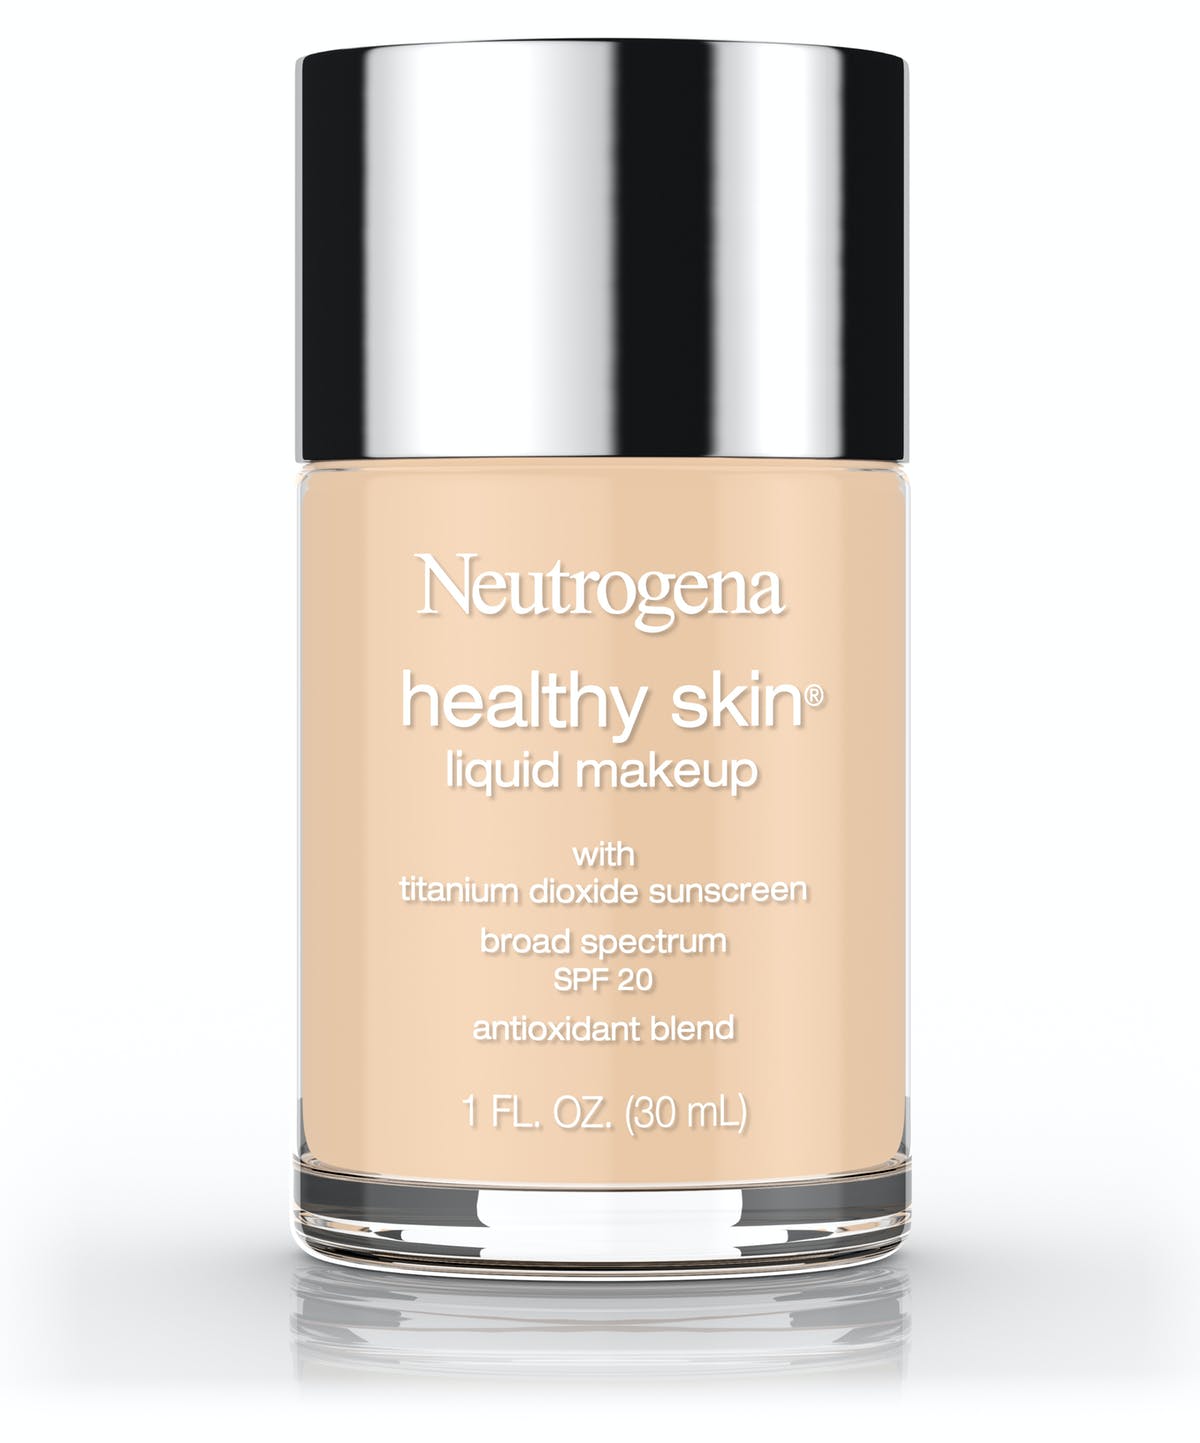 Neutrogena
healthy skin®
liquid makeup
with
titanium dioxide sunscreen
broad spectrum
SPF 20
antioxidant blend
1 FL. OZ. (30 mL)